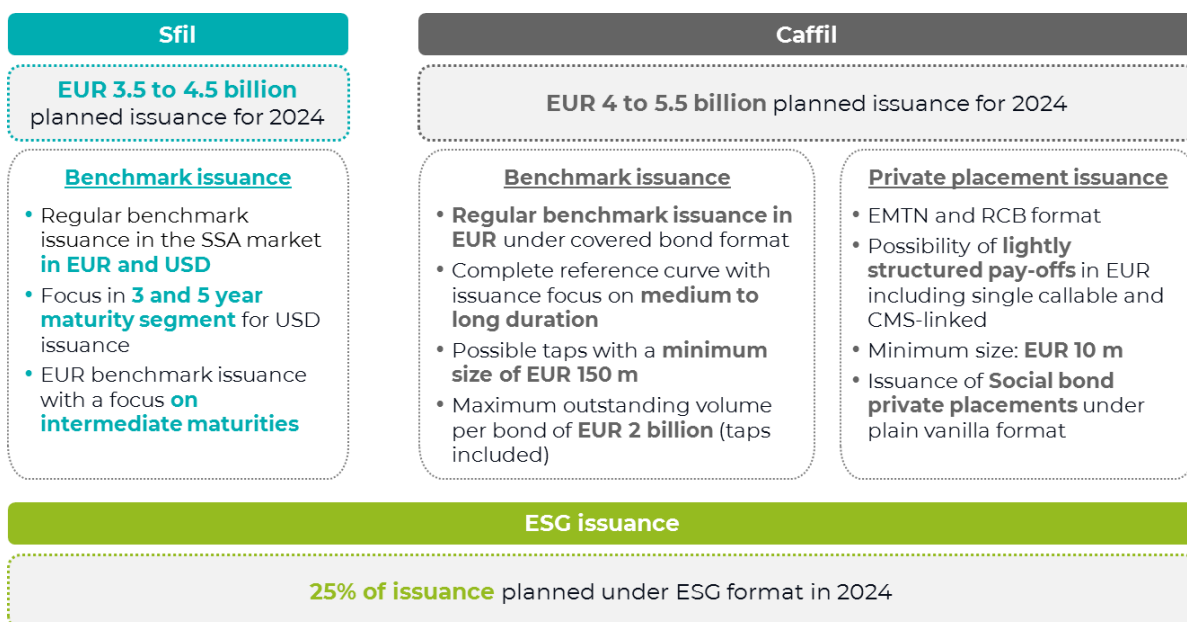 Sfil
EUR 3.5 to 4.5 billion
planned issuance for 2024
Benchmark issuance
• Regular benchmark
issuance in the SSA market
in EUR and USD
• Focus in 3 and 5 year
maturity segment for USD
issuance
• EUR benchmark issuance
with a focus on
intermediate maturities
Caffil
EUR 4 to 5.5 billion planned issuance for 2024
Benchmark issuance
• Regular benchmark issuance in
EUR under covered bond format
• Complete reference curve with
issuance focus on medium to
long duration
• Possible taps with a minimum
size of EUR 150 m
• Maximum outstanding volume
per bond of EUR 2 billion (taps
included)
Private placement issuance
• EMTN and RCB format
• Possibility of lightly
structured pay-offs in EUR
including single callable and
CMS-linked
• Minimum size: EUR 10 m
• Issuance of Social bond
private placements under
plain vanilla format
ESG issuance
25% of issuance planned under ESG format in 2024